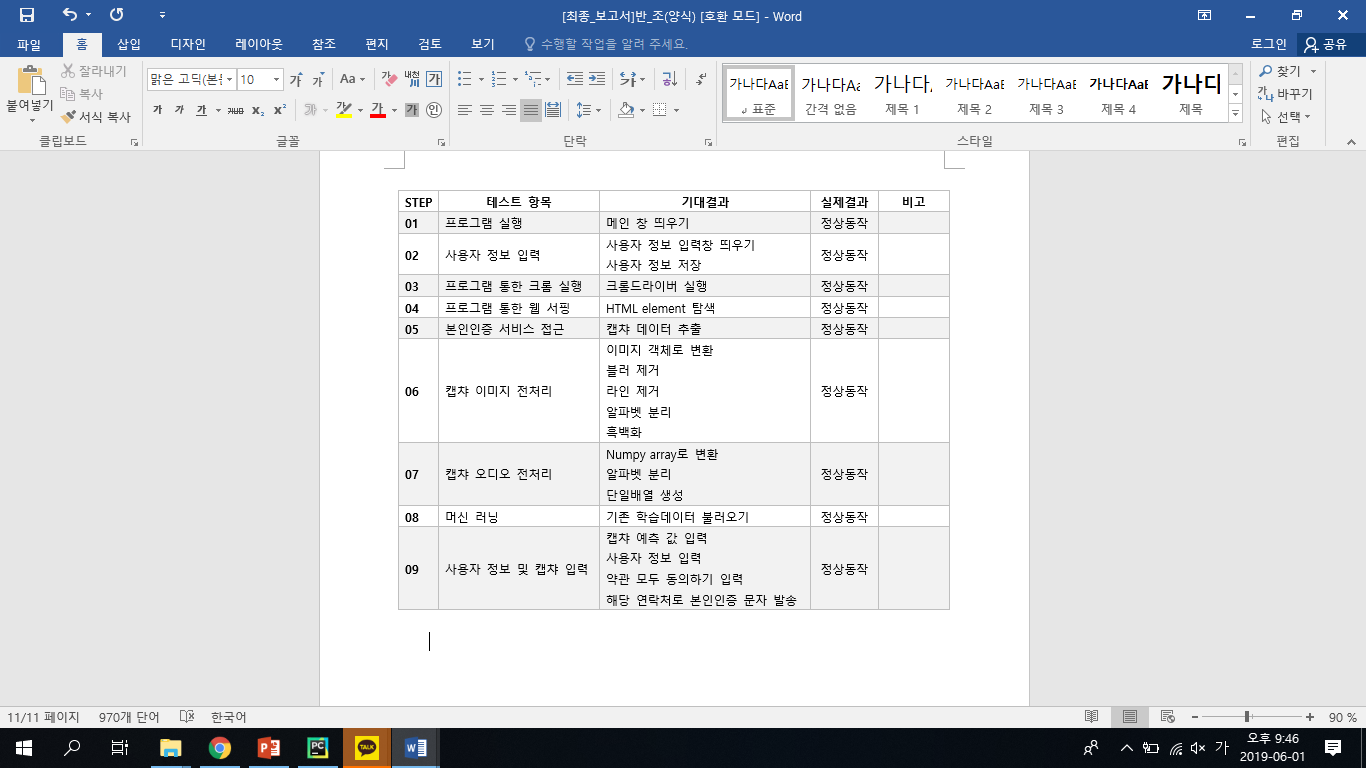 [최종_보고서]반_조(양식) [호환 모드] - Word
파일 홈 삽입 디자인 레이아웃 참조 편지 검토 보기 수행할 작업을 알려 주세요. 로그인 공유
붙여넣기
잘라내기
복사
서식 복사
클립보드
맑은 고딕(본문 10
글꼴
단락
가나다AaB 가나다Aa 가나다, 가나다AaB 가나다AaB 가나다AaB 가나다
표준 간격 없음 제목 1 제목 2 제목 3 제목 4 제목
스타일
찾기
바꾸기
선택
편집
STEP 테스트 항목 기대결과 실제결과 비고
01 프로그램 실행 메인 창 띄우기 정상동작
02 사용자 정보 입력 사용자 정보 입력창 띄우기
사용자 정보 저장 정상동작
03 프로그램 통한 크롬 실행 크롬드라이버 실행 정상동작
04 프로그램 통한 웹 서핑 HTML element 탐색 정상동작
05 본인인증 서비스 접근 캡챠 데이터 추출 정상동작
06 캡챠 이미지 전처리 이미지 객체로 변환
블러 제거
라인 제거
알파벳 분리
흑백화 정상동작
07 캡챠 오디오 전처리 Numpy array로 변환
알파벳 분리
단일배열 생성 정상동작
08 머신 러닝 기존 학습데이터 불러오기 정상동작
09 사용자 정보 및 캡챠 입력 캡챠 예측 값 입력
사용자 정보 입력
약관 모두 동의하기 입력
해당 연락처로 본인인증 문자 발송 정상동작
11/11 페이지 970개 단어 한국어 90 %
가 오후 9:46
2019-06-01